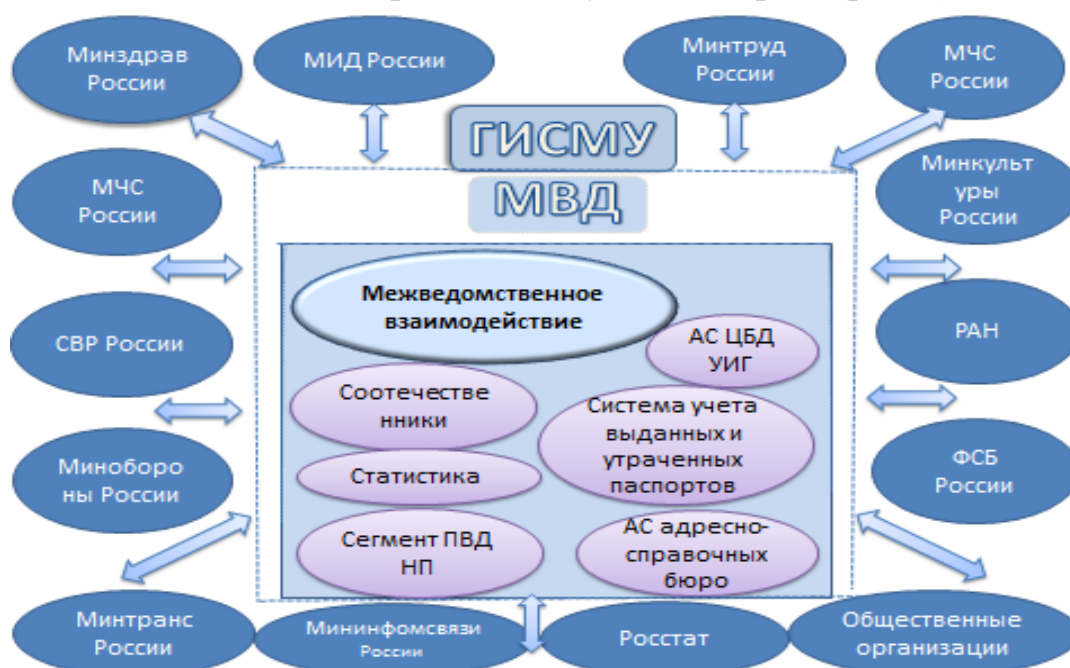 Минздрав
России
МИД России
Минтруд
России
МЧС
России
ГИСМУ
МВД
МЧС
России
Минкульт
уры
России
Межведомственное
взаимодействие
СВР России
АС ЦБД
УИГ
РАН
Соотечестве
нники
Система учета
выданных и
утраченных
паспортов
Миноборо
ны России
Статистика
ФСБ
России
Сегмент ПВД
НП
АС адресно-
справочных
бюро
Минтранс
России
Мининфомсвязи
России
Росстат
Общественные
организации